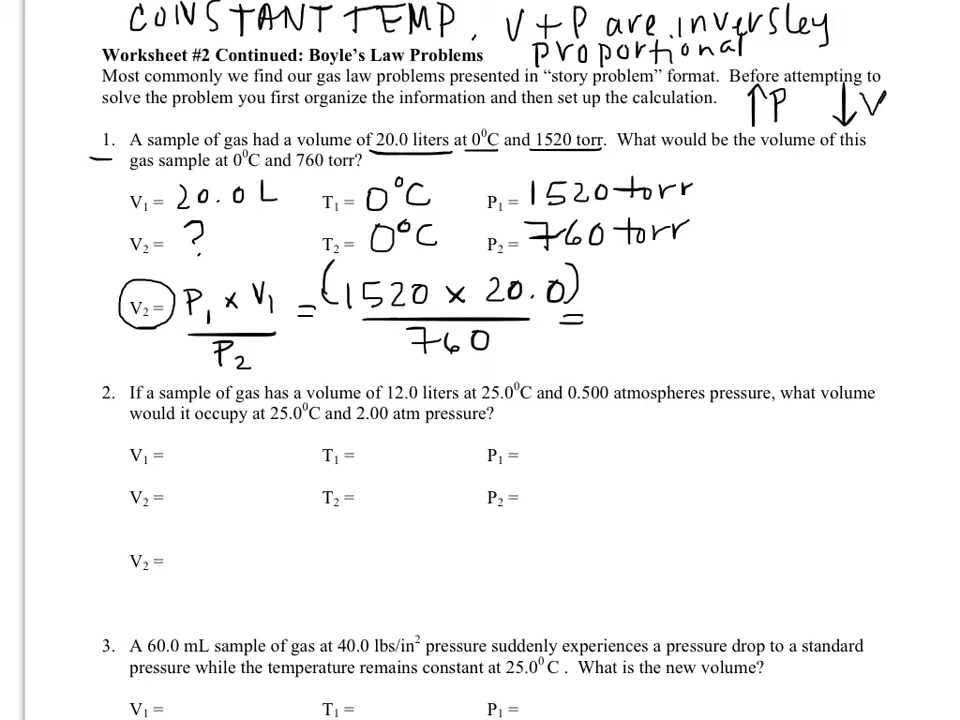 CONSTANT TEMP, V + P are inversley
proportional
Worksheet #2 Continued: Boyle's Law Problems
Most commonly we find our gas law problems presented in “story problem” format. Before attempting to
solve the problem you first organize the information and then set up the calculation.
↑P ↓V
1. A sample of gas had a volume of 20.0 liters at 0⁰C and 1520 torr. What would be the volume of this
gas sample at 0⁰C and 760 torr?
V₁ = 20.0 L T₁ = 0°C P₁ = 1520 torr
V₂ = ? T₂ = 0°C P₂ = 760 torr
V₂ = P₁ x V₁ = (1520 x 20.0) =
P₂ 760
2. If a sample of gas has a volume of 12.0 liters at 25.0⁰C and 0.500 atmospheres pressure, what volume
would it occupy at 25.0⁰C and 2.00 atm pressure?
V₁ = T₁ = P₁ =
V₂ = T₂ = P₂ =
V₂ =
3. A 60.0 mL sample of gas at 40.0 lbs/in² pressure suddenly experiences a pressure drop to a standard
pressure while the temperature remains constant at 25.0⁰ C . What is the new volume?
V₁ = T₁ = P₁ =